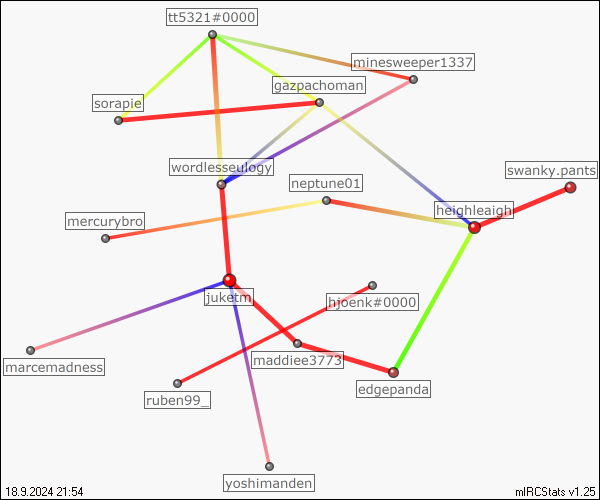 tt5321#0000
minesweeper1337
gazpachoman
sorapie
wordlesseulogy
neptune01
swanky.pants
heighleaigh
mercurybro
juketm
hjoenk#0000
maddiee3773
marcemadness
edgepanda
ruben99_
yoshimanden
18.9.2024 21:54
mIRCStats v1.25